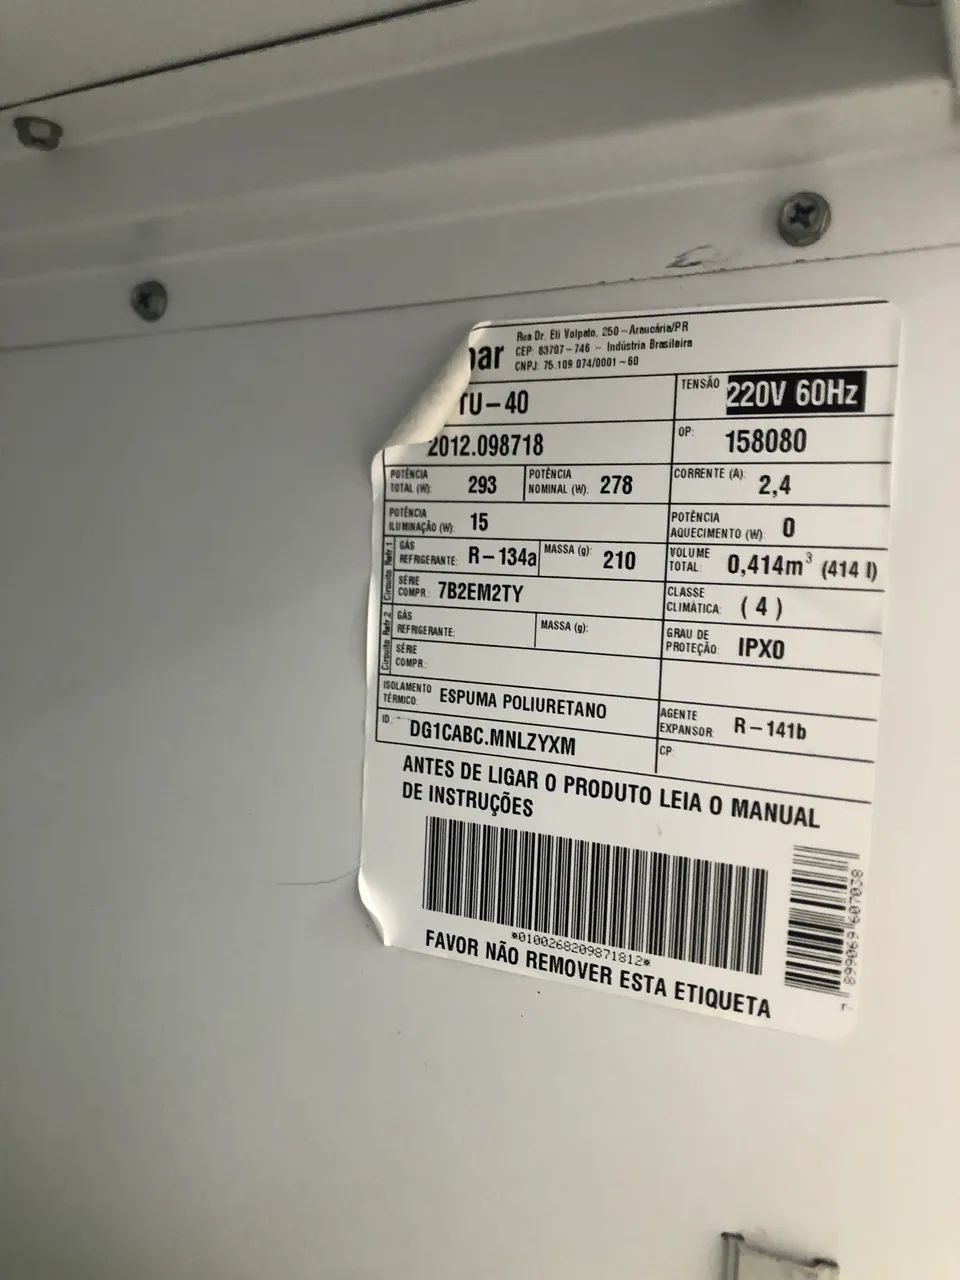 Rua Dr. Eli Volpato, 250 – Araucária/PR
CEP: 83707-746 – Indústria Brasileira
CNPJ: 75.109 074/0001-60
TU-40
TENSÃO 220V 60Hz
2012.098718
OP: 158080
POTÊNCIA TOTAL (W): 293
POTÊNCIA NOMINAL (W): 278
CORRENTE (A): 2,4
POTÊNCIA ILUMINAÇÃO (W): 15
POTÊNCIA AQUECIMENTO (W) 0
Circuito Refr.1
GÁS REFRIGERANTE: R-134a
MASSA (g): 210
VOLUME TOTAL: 0,414m³ (414 l)
SÉRIE COMPR.: 7B2EM2TY
CLASSE CLIMÁTICA: (4)
Circuito Refr.2
GÁS REFRIGERANTE:
MASSA (g):
GRAU DE PROTEÇÃO: IPX0
SÉRIE COMPR.:
ISOLAMENTO TÉRMICO: ESPUMA POLIURETANO
AGENTE EXPANSOR: R-141b
ID: DG1CABC.MNLZYXM
CP:
ANTES DE LIGAR O PRODUTO LEIA O MANUAL
DE INSTRUÇÕES
*0100268209871812*
7 899069 607038
FAVOR NÃO REMOVER ESTA ETIQUETA